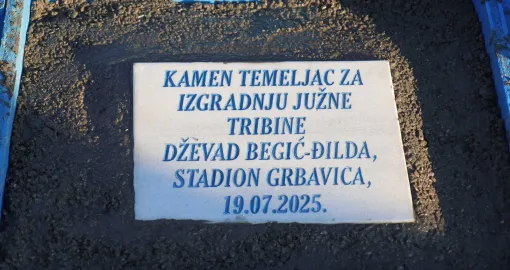 KAMEN TEMELJAC ZA
IZGRADNJU JUŽNE
TRIBINE
DŽEVAD BEGIĆ-ĐILDA,
STADION GRBAVICA,
19.07.2025.